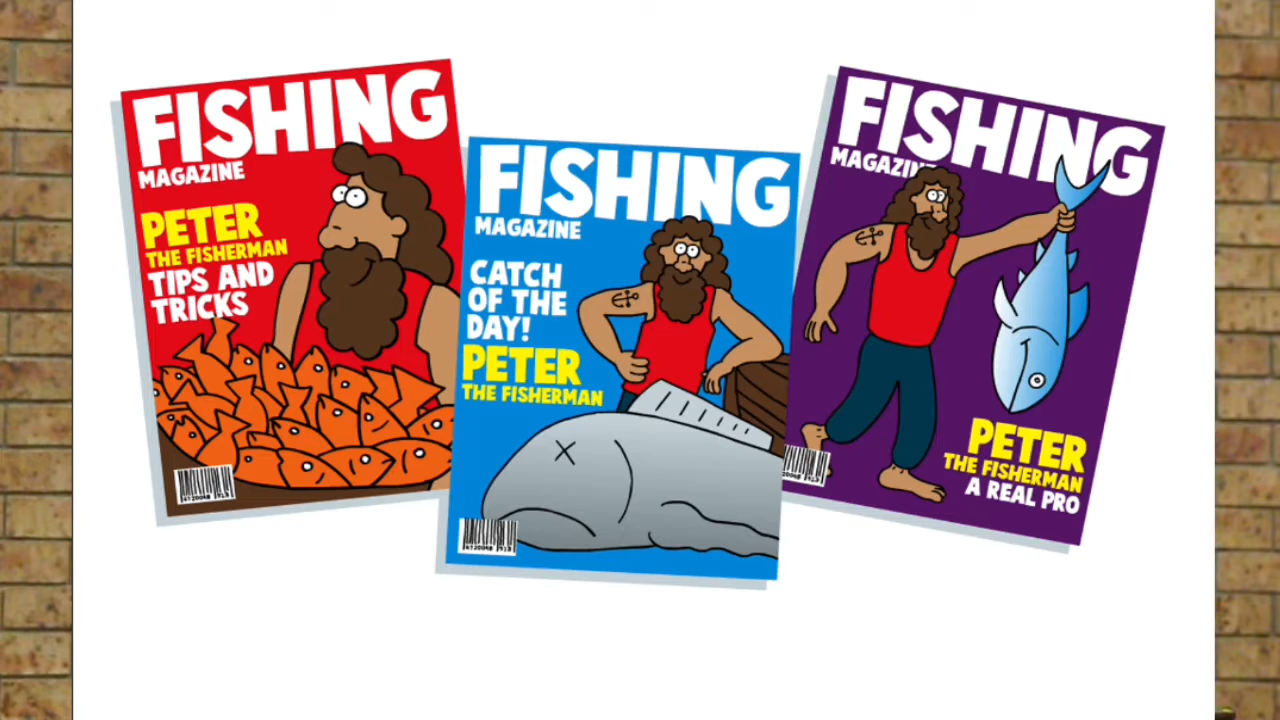 FISHING
MAGAZINE
PETER
THE FISHERMAN
TIPS AND
TRICKS
FISHING
MAGAZINE
CATCH
OF THE
DAY!
PETER
THE FISHERMAN
FISHING
MAGAZINE
PETER
THE FISHERMAN
A REAL PRO